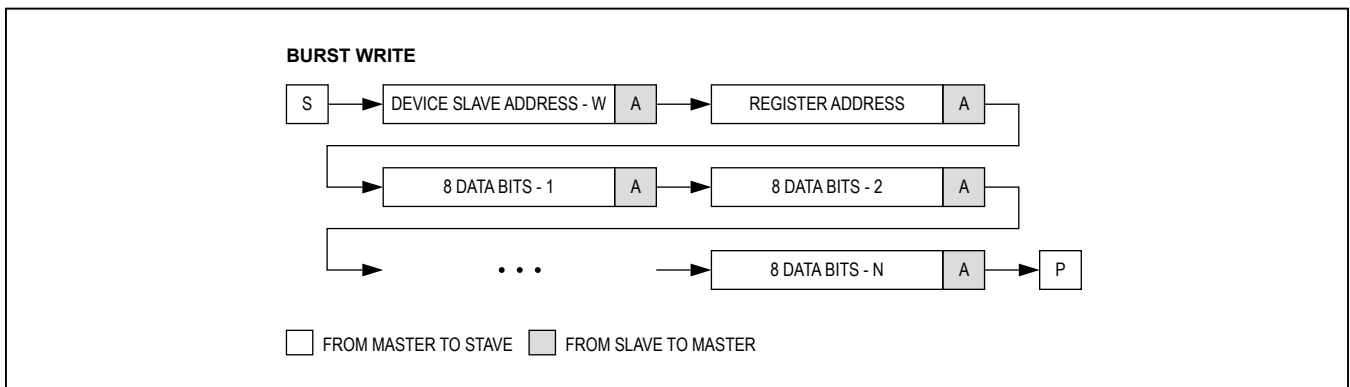 BURST WRITE
S DEVICE SLAVE ADDRESS - W A REGISTER ADDRESS A
8 DATA BITS - 1 A 8 DATA BITS - 2 A
• • • 8 DATA BITS - N A P
FROM MASTER TO STAVE FROM SLAVE TO MASTER